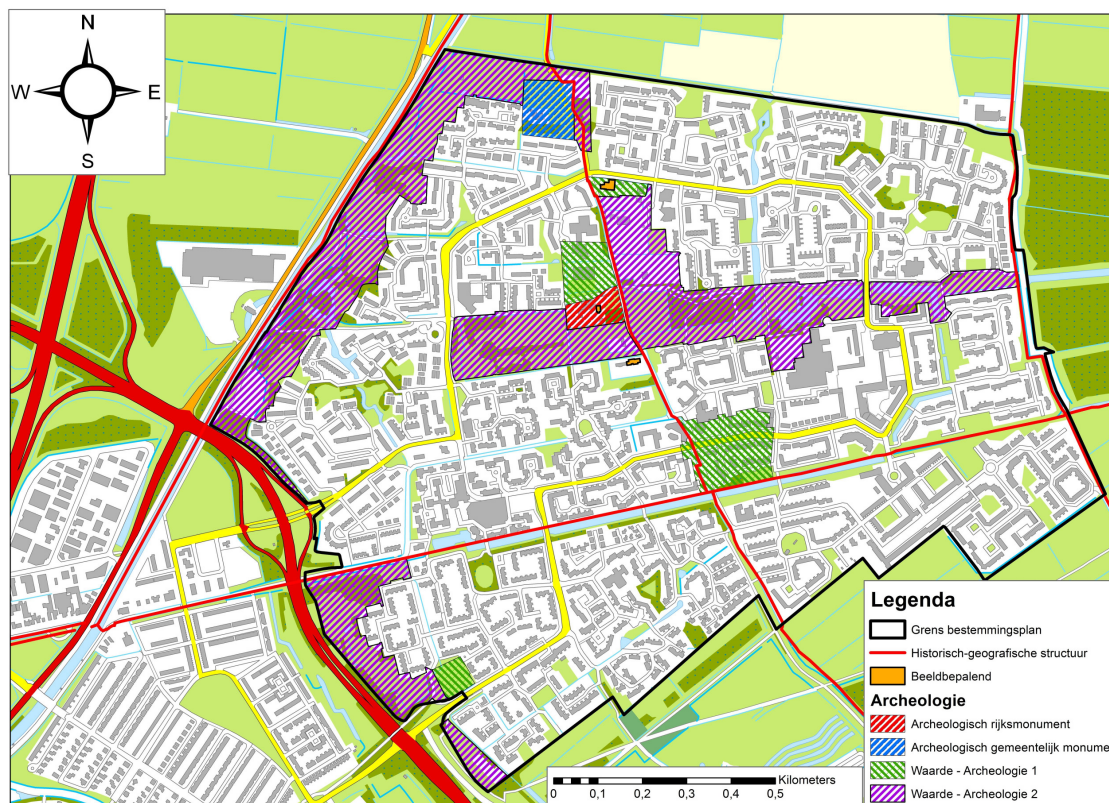 N
W E
S
Legenda
Grens bestemmingsplan
Historisch-geografische structuur
Beeldbepalend
Archeologie
Archeologisch rijksmonument
Archeologisch gemeentelijk monume
Waarde - Archeologie 1
Waarde - Archeologie 2
Kilometers
0 0,1 0,2 0,3 0,4 0,5